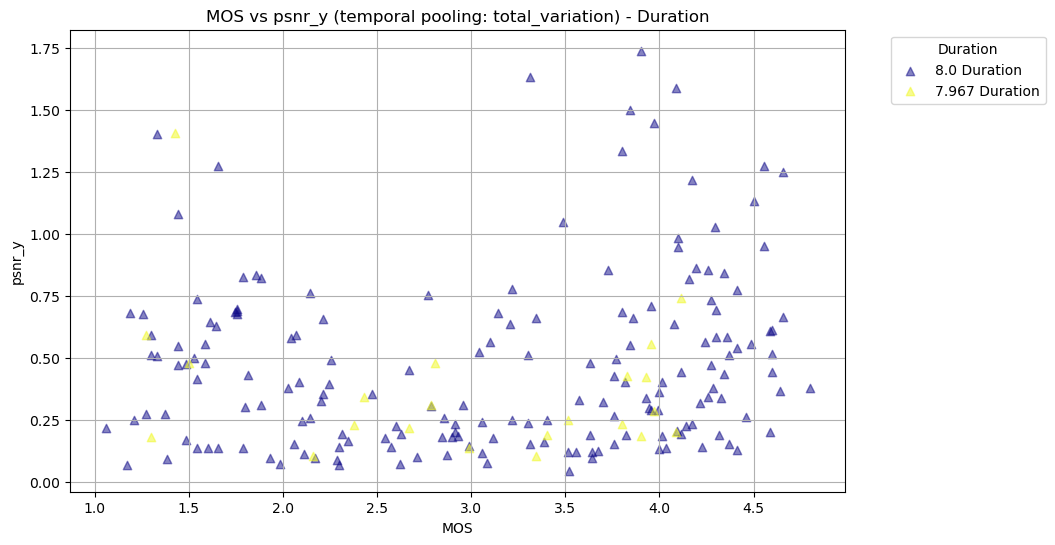 MOS vs psnr_y (temporal pooling: total_variation) - Duration
psnr_y
1.75
1.50
1.25
1.00
0.75
0.50
0.25
0.00
1.0 1.5 2.0 2.5 3.0 3.5 4.0 4.5
MOS
Duration
8.0 Duration
7.967 Duration